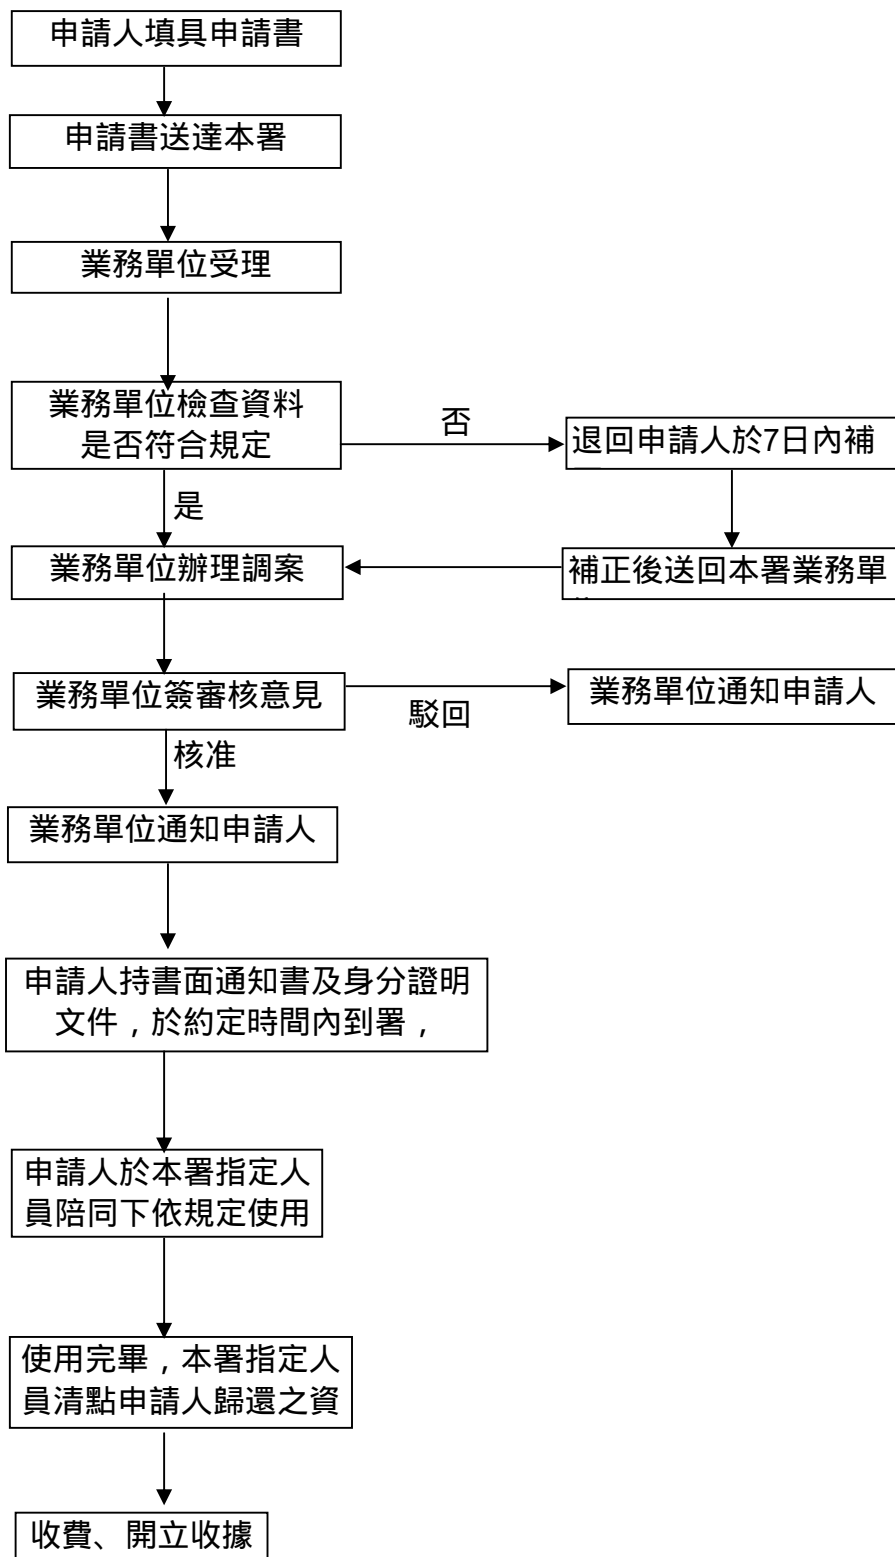 申請人填具申請書
申請書送達本署
業務單位受理
業務單位檢查資料
是否符合規定
否
退回申請人於7日內補
是
業務單位辦理調案
補正後送回本署業務單
業務單位簽審核意見
駁回
業務單位通知申請人
核准
業務單位通知申請人
申請人持書面通知書及身分證明
文件，於約定時間內到署，
申請人於本署指定人
員陪同下依規定使用
使用完畢，本署指定人
員清點申請人歸還之資
收費、開立收據